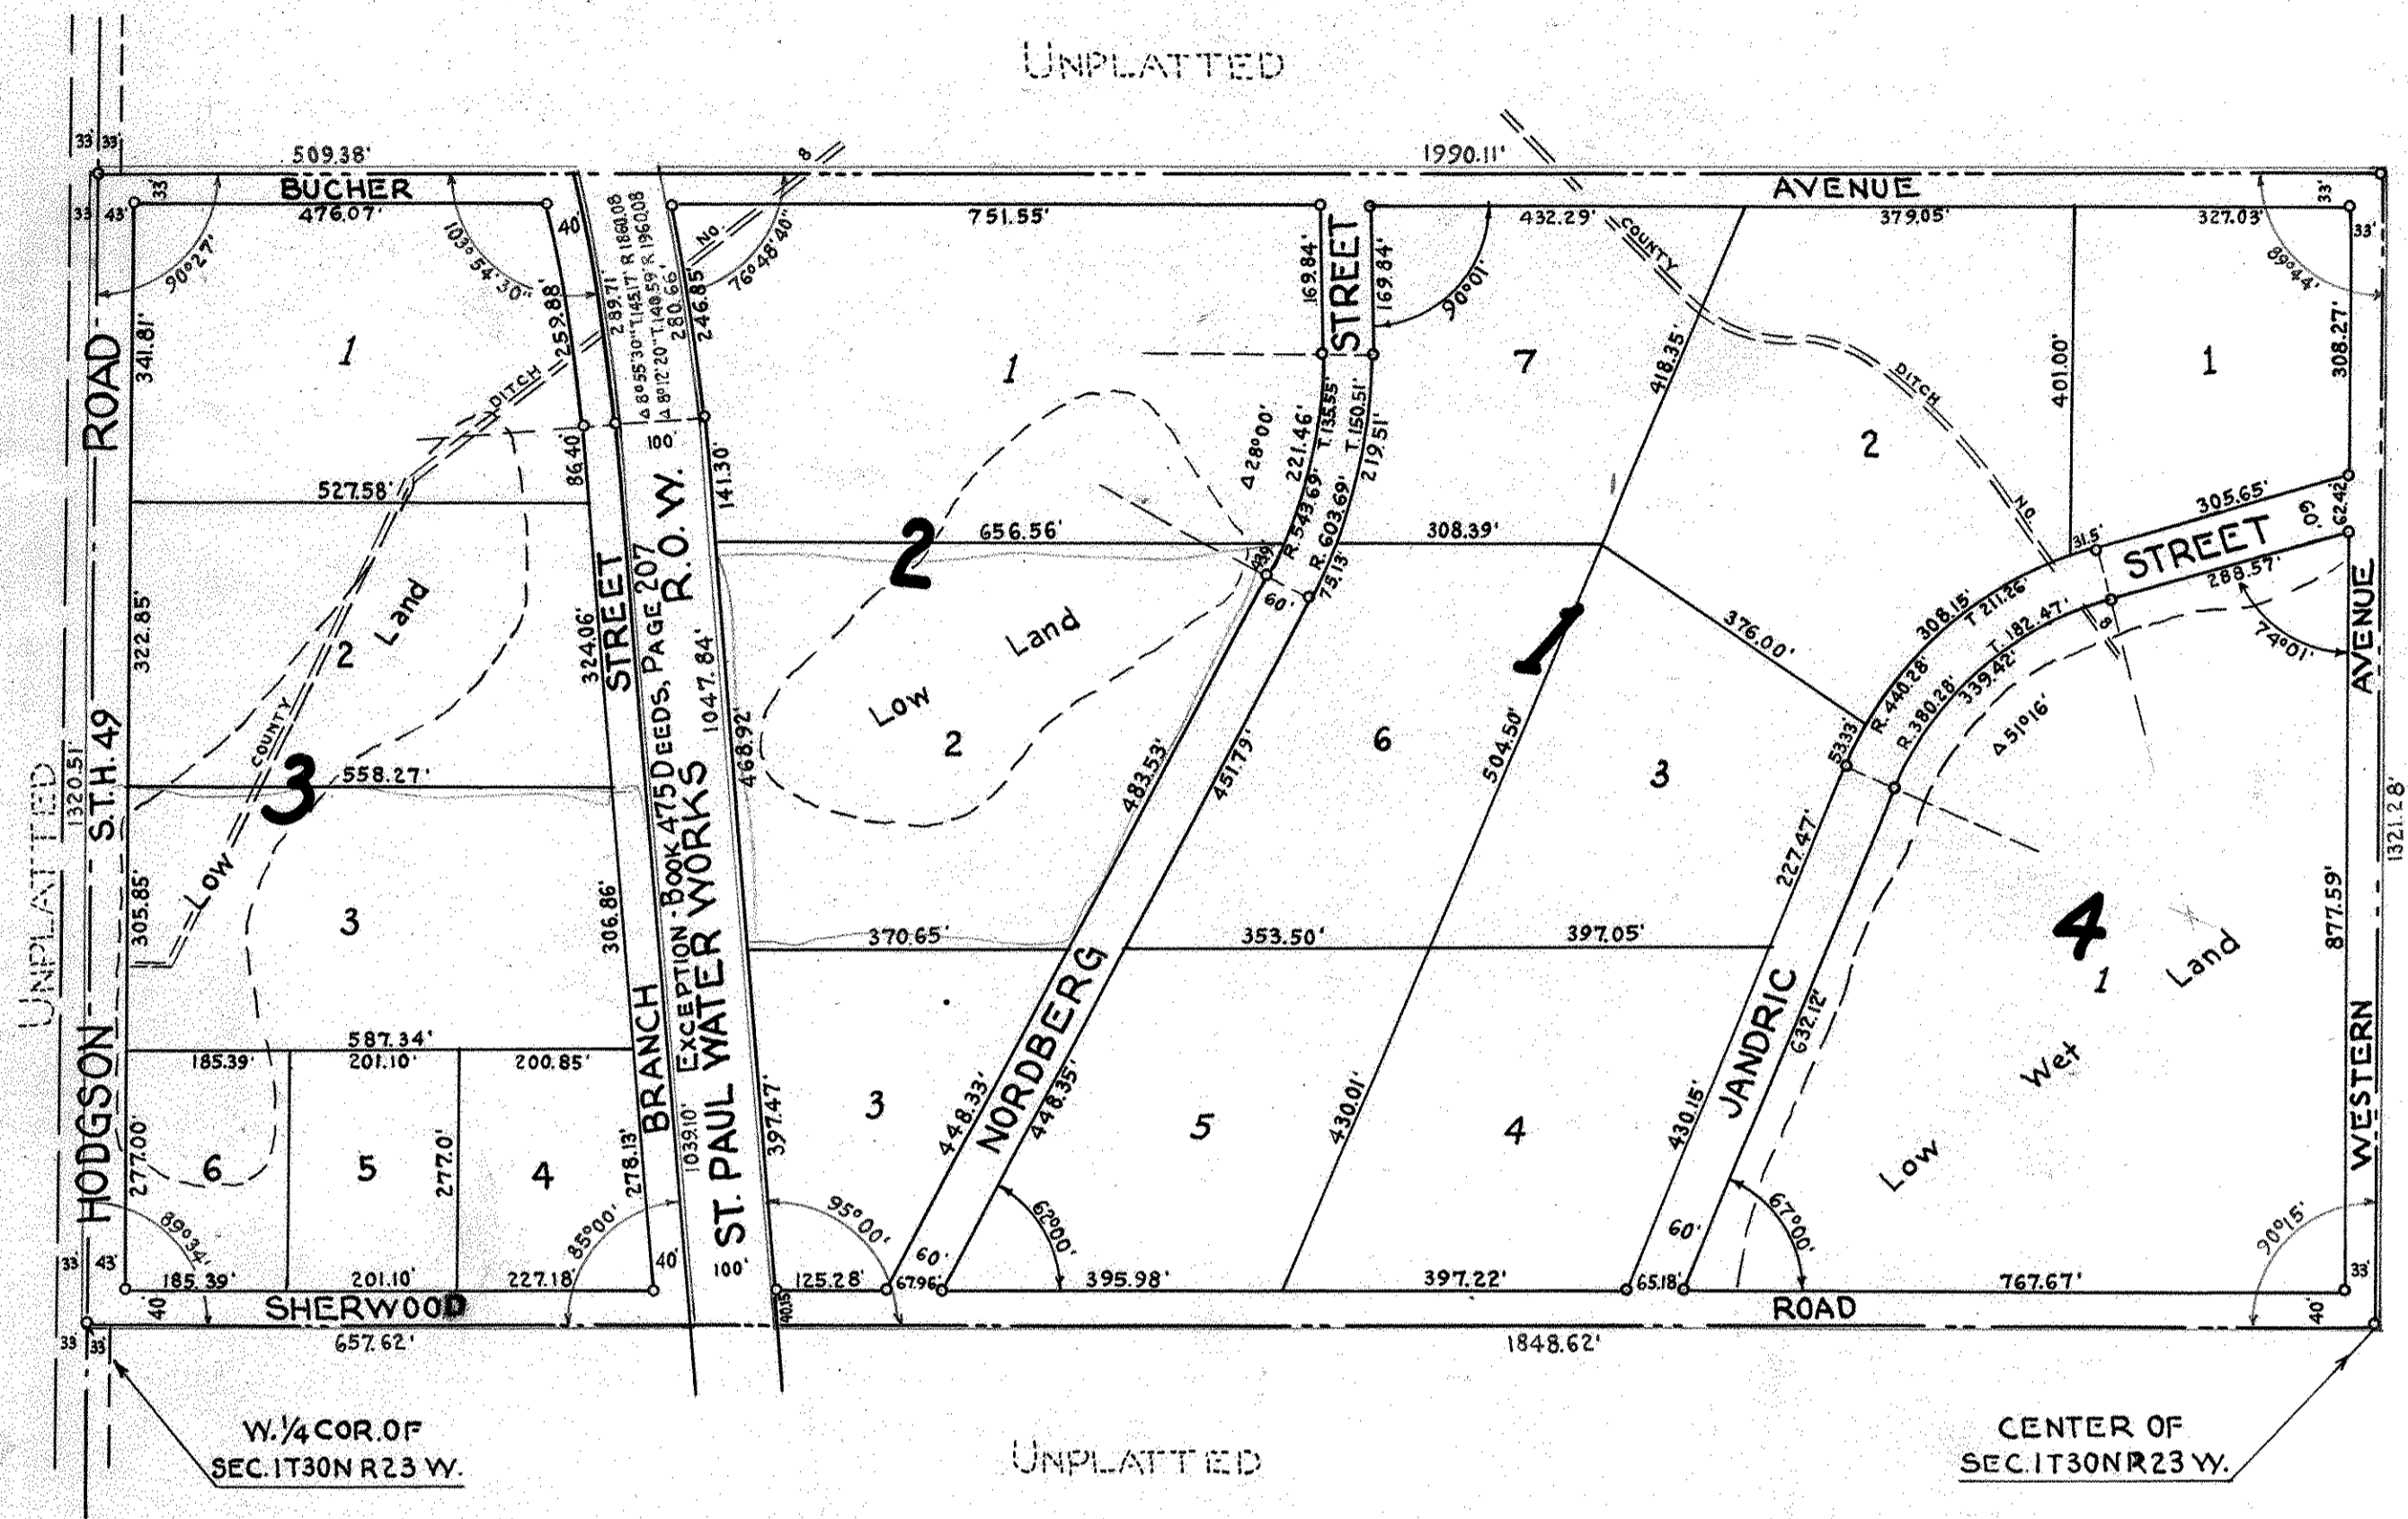 UNPLATTED
33' 33'
509.38'
8
1990.11'
33'
BUCHER
AVENUE
33'
33 43'
476.07'
40'
751.55'
432.29'
379.05'
327.03'
33'
90°27'
103°54'30"
289.71'
Δ 8°55'30" T.145.17' R 1860.08
Δ 8°12'20" T.140.59' R 1960.08
280.66'
246.85'
NO.
76°48'40"
169.84'
STREET
169.84'
90°01'
COUNTY
89°44'
341.81'
259.88'
1
DITCH
1
7
418.35'
DITCH
401.00'
1
308.27'
ROAD
86.40'
100.
141.30'
Δ28°00'
221.46'
T.135.55'
T.150.51'
219.51'
2
527.58'
R.O.W.
2
656.56'
4.39'
R.543.69'
R.603.69'
75.13'
60'
308.39'
NO.
31.5'
305.65'
60'
62.42'
STREET
288.57'
74°01'
322.85'
2
Land
324.06'
STREET
Land
Low
2
1
376.00'
308.15'
T 211.26'
T 182.47'
339.42'
8
R.440.28'
R.380.28'
Δ51°16'
53.33'
AVENUE
UNPLATTED
1320.51'
S.T.H. 49
COUNTY
3
558.27'
EXCEPTION - BOOK 475 DEEDS, PAGE 207
1047.84'
468.92'
483.53'
451.79'
6
504.50'
3
227.47'
1321.28'
Low
305.85'
3
306.86'
370.65'
353.50'
397.05'
4
1
Land
Wet
Low
877.59'
HODGSON
587.34'
185.39'
201.10'
200.85'
BRANCH
1039.10'
ST. PAUL WATER WORKS
397.47'
3
448.33'
NORDBERG
448.35'
5
430.01'
4
430.15'
JANDRIC
632.12'
WESTERN
277.00'
6
5
277.0'
4
278.13'
89°34'
85°00'
95°00'
62°00'
67°00'
90°15'
33 43'
185.39'
201.10'
227.18'
40'
100'
125.28'
60'
67.96'
395.98'
397.22'
60'
65.18'
767.67'
33'
40'
SHERWOOD
40.15'
ROAD
40'
33 33'
657.62'
1848.62'
W. 1/4 COR. OF
SEC. 1 T30N R23 W.
UNPLATTED
CENTER OF
SEC. 1 T30N R23 W.